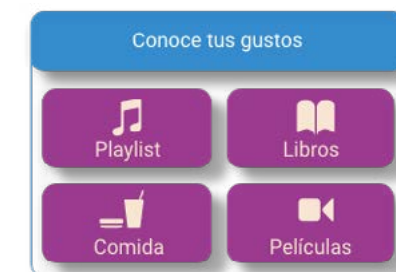 Conoce tus gustos
Playlist
Libros
Comida
Películas